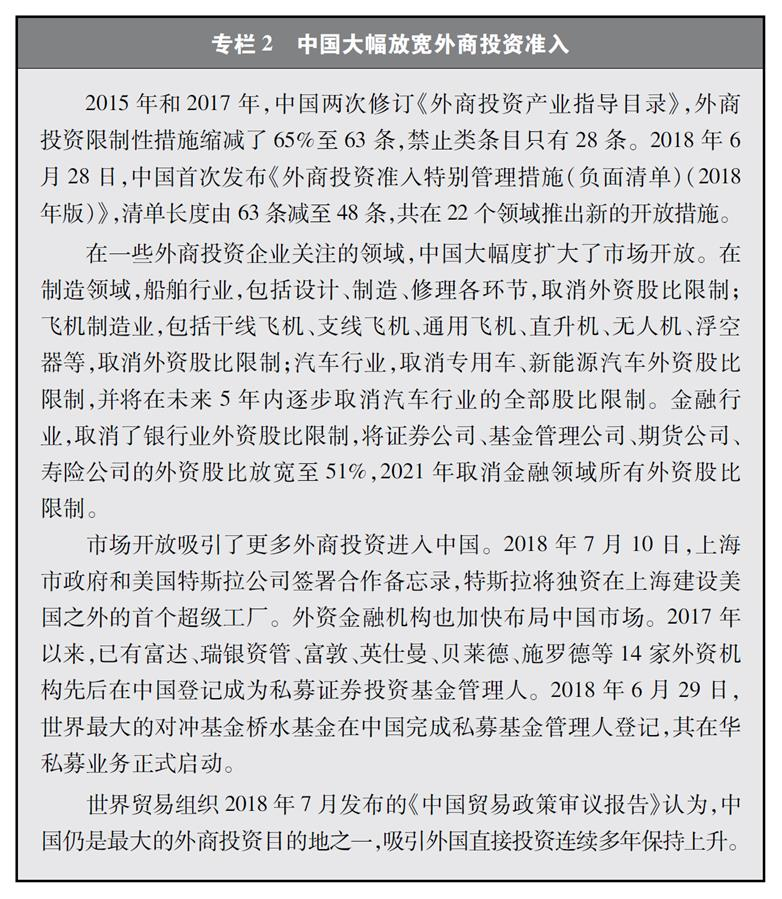 专栏 2　中国大幅放宽外商投资准入
2015 年和 2017 年,中国两次修订《外商投资产业指导目录》,外商
投资限制性措施缩减了 65%至 63 条,禁止类条目只有 28 条。2018 年 6
月 28 日,中国首次发布《外商投资准入特别管理措施(负面清单)(2018
年版)》,清单长度由 63 条减至 48 条,共在 22 个领域推出新的开放措施。
在一些外商投资企业关注的领域,中国大幅度扩大了市场开放。在
制造领域,船舶行业,包括设计、制造、修理各环节,取消外资股比限制;
飞机制造业,包括干线飞机、支线飞机、通用飞机、直升机、无人机、浮空
器等,取消外资股比限制;汽车行业,取消专用车、新能源汽车外资股比
限制,并将在未来 5 年内逐步取消汽车行业的全部股比限制。金融行
业,取消了银行业外资股比限制,将证券公司、基金管理公司、期货公司、
寿险公司的外资股比放宽至 51%,2021 年取消金融领域所有外资股比
限制。
市场开放吸引了更多外商投资进入中国。2018 年 7 月 10 日,上海
市政府和美国特斯拉公司签署合作备忘录,特斯拉将独资在上海建设美
国之外的首个超级工厂。外资金融机构也加快布局中国市场。2017 年
以来,已有富达、瑞银资管、富敦、英仕曼、贝莱德、施罗德等 14 家外资机
构先后在中国登记成为私募证券投资基金管理人。2018 年 6 月 29 日,
世界最大的对冲基金桥水基金在中国完成私募基金管理人登记,其在华
私募业务正式启动。
世界贸易组织 2018 年 7 月发布的《中国贸易政策审议报告》认为,中
国仍是最大的外商投资目的地之一,吸引外国直接投资连续多年保持上升。